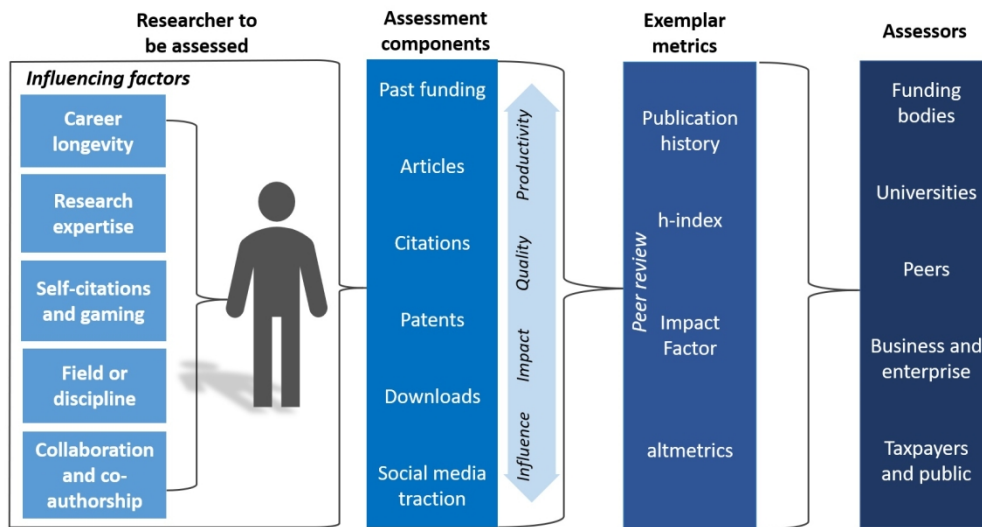 Researcher to
be assessed
Influencing factors
Career
longevity
Research
expertise
Self-citations
and gaming
Field or
discipline
Collaboration
and co-
authorship
Assessment
components
Past funding
Articles
Citations
Patents
Downloads
Social media
traction
Productivity
Quality
Impact
Influence
Exemplar
metrics
Peer review
Publication
history
h-index
Impact
Factor
altmetrics
Assessors
Funding
bodies
Universities
Peers
Business and
enterprise
Taxpayers
and public